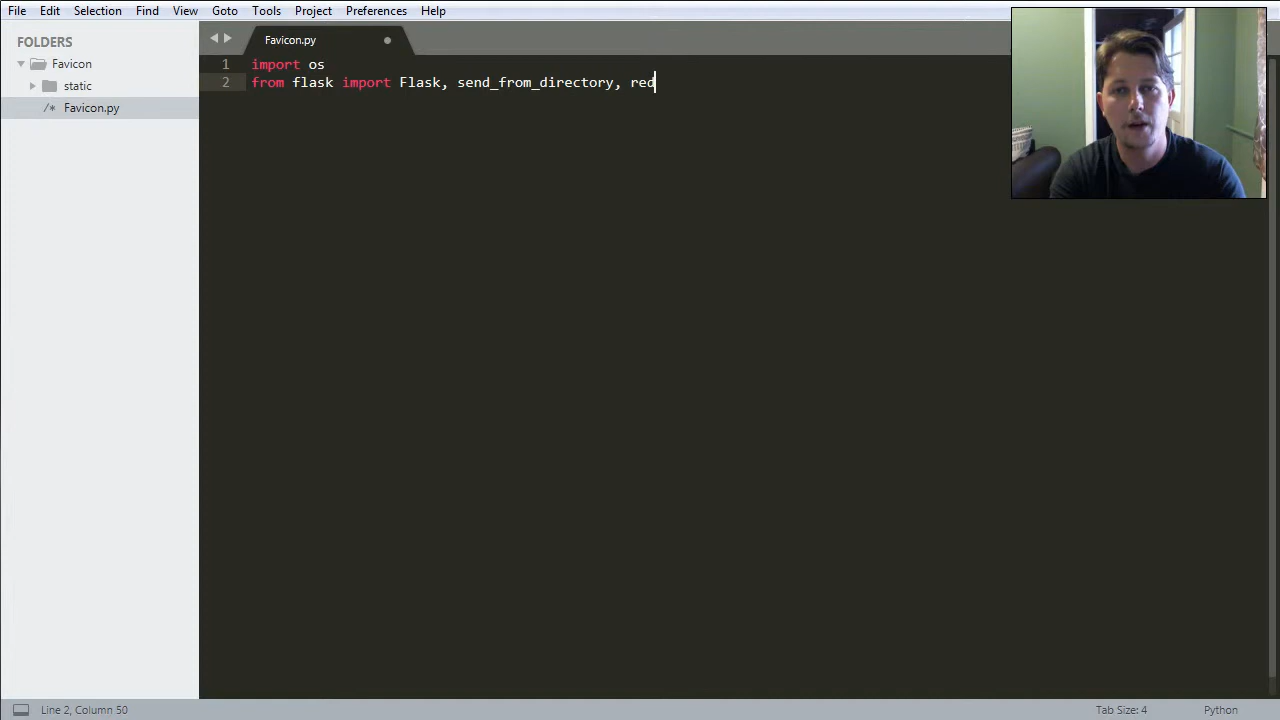 File Edit Selection Find View Goto Tools Project Preferences Help
FOLDERS
Favicon
static
/* Favicon.py
Favicon.py
1 import os
2 from flask import Flask, send_from_directory, red
Line 2, Column 50
Tab Size: 4
Python